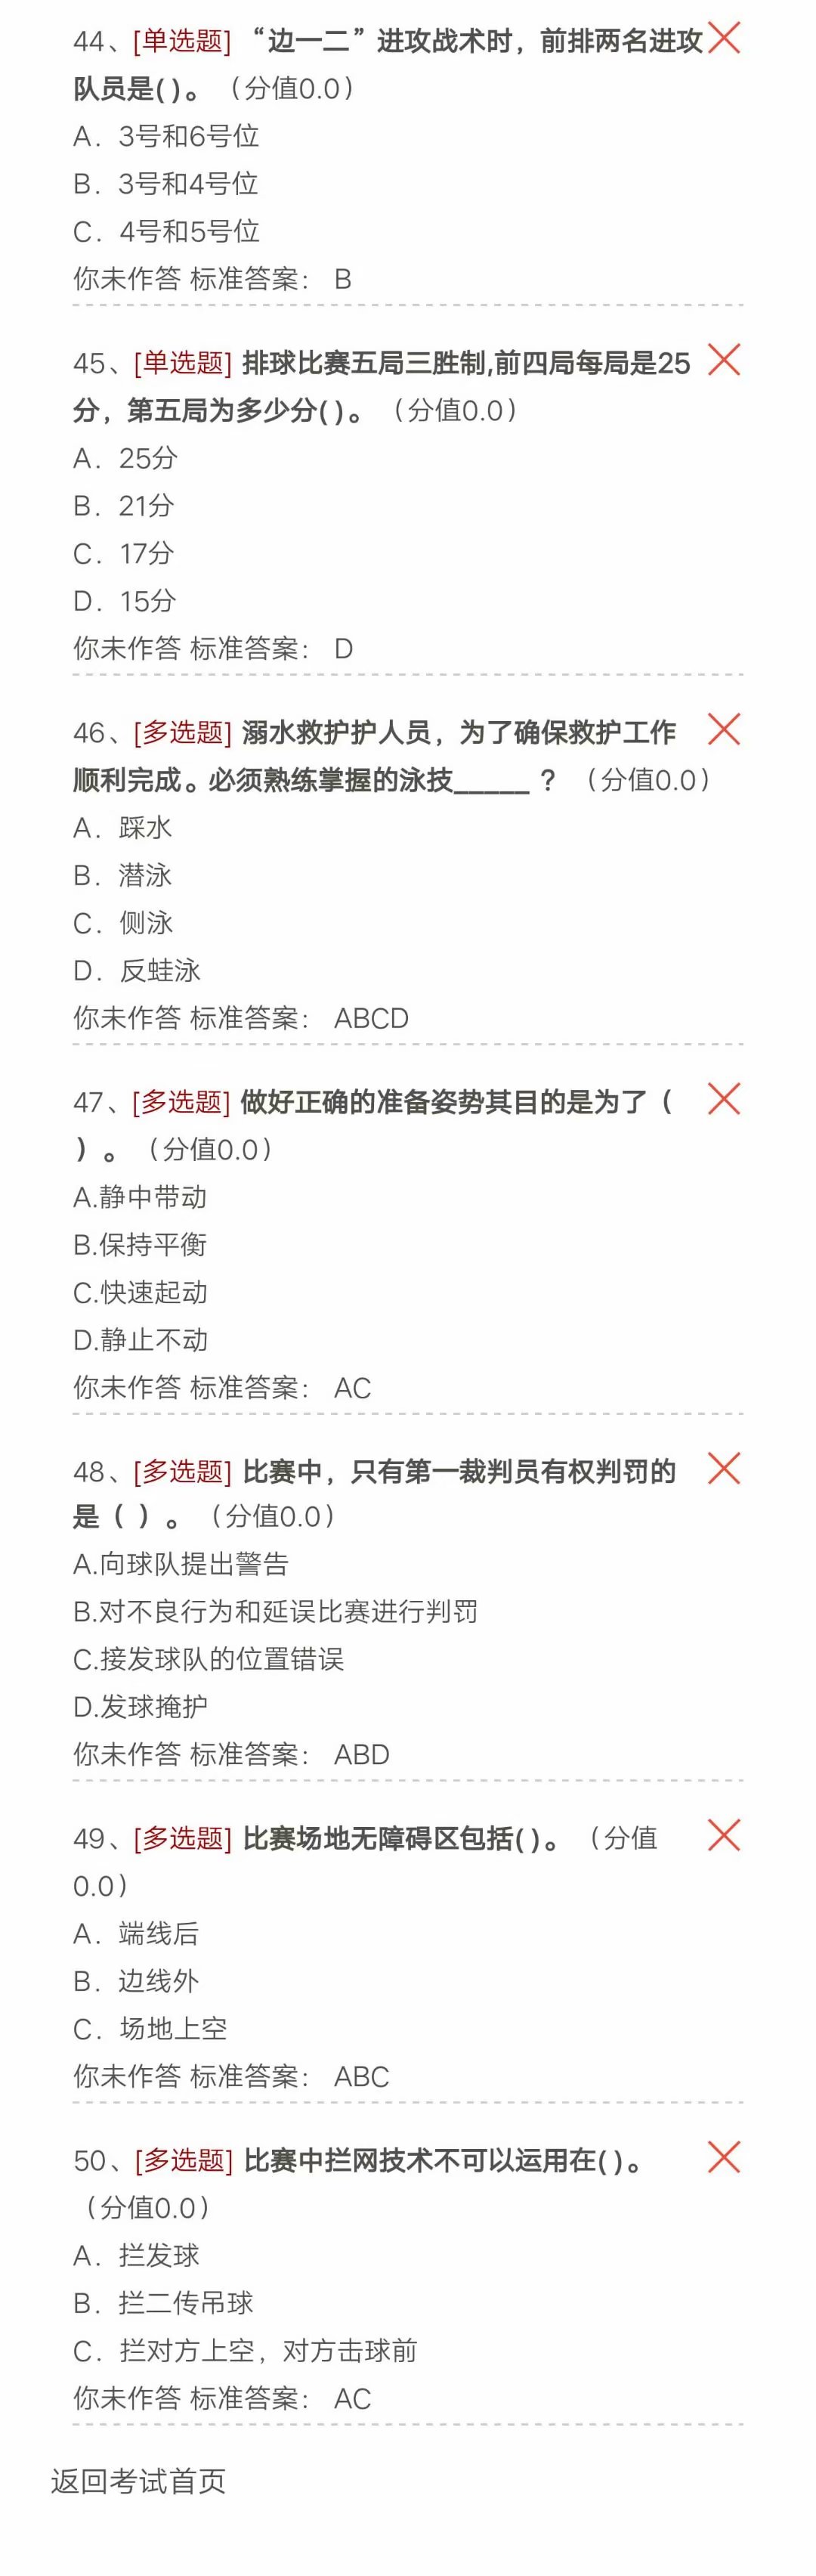 44、[单选题] “边一二”进攻战术时，前排两名进攻
队员是( )。（分值0.0）
A．3号和6号位
B．3号和4号位
C．4号和5号位
你未作答 标准答案： B
45、[单选题] 排球比赛五局三胜制,前四局每局是25
分，第五局为多少分( )。（分值0.0）
A．25分
B．21分
C．17分
D．15分
你未作答 标准答案： D
46、[多选题] 溺水救护护人员，为了确保救护工作
顺利完成。必须熟练掌握的泳技_____ ？（分值0.0）
A．踩水
B．潜泳
C．侧泳
D．反蛙泳
你未作答 标准答案： ABCD
47、[多选题] 做好正确的准备姿势其目的是为了（
）。（分值0.0）
A.静中带动
B.保持平衡
C.快速起动
D.静止不动
你未作答 标准答案： AC
48、[多选题] 比赛中，只有第一裁判员有权判罚的
是（ ）。（分值0.0）
A.向球队提出警告
B.对不良行为和延误比赛进行判罚
C.接发球队的位置错误
D.发球掩护
你未作答 标准答案： ABD
49、[多选题] 比赛场地无障碍区包括( )。（分值
0.0）
A．端线后
B．边线外
C．场地上空
你未作答 标准答案： ABC
50、[多选题] 比赛中拦网技术不可以运用在( )。
（分值0.0）
A．拦发球
B．拦二传吊球
C．拦对方上空，对方击球前
你未作答 标准答案： AC
返回考试首页